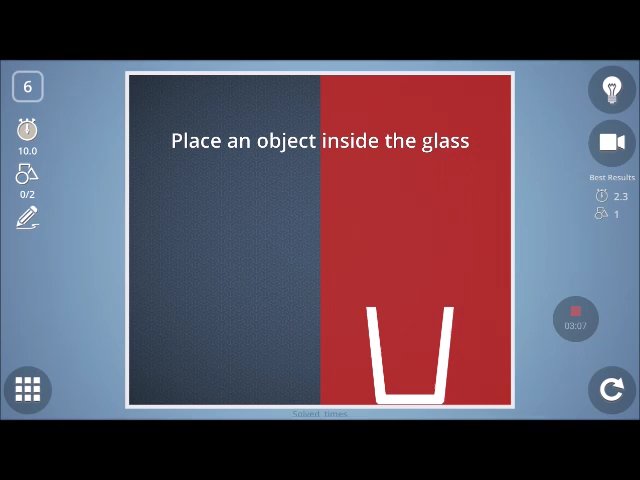 6
Place an object inside the glass
10.0
0/2
Best Results
2.3
1
03:07
Solved times